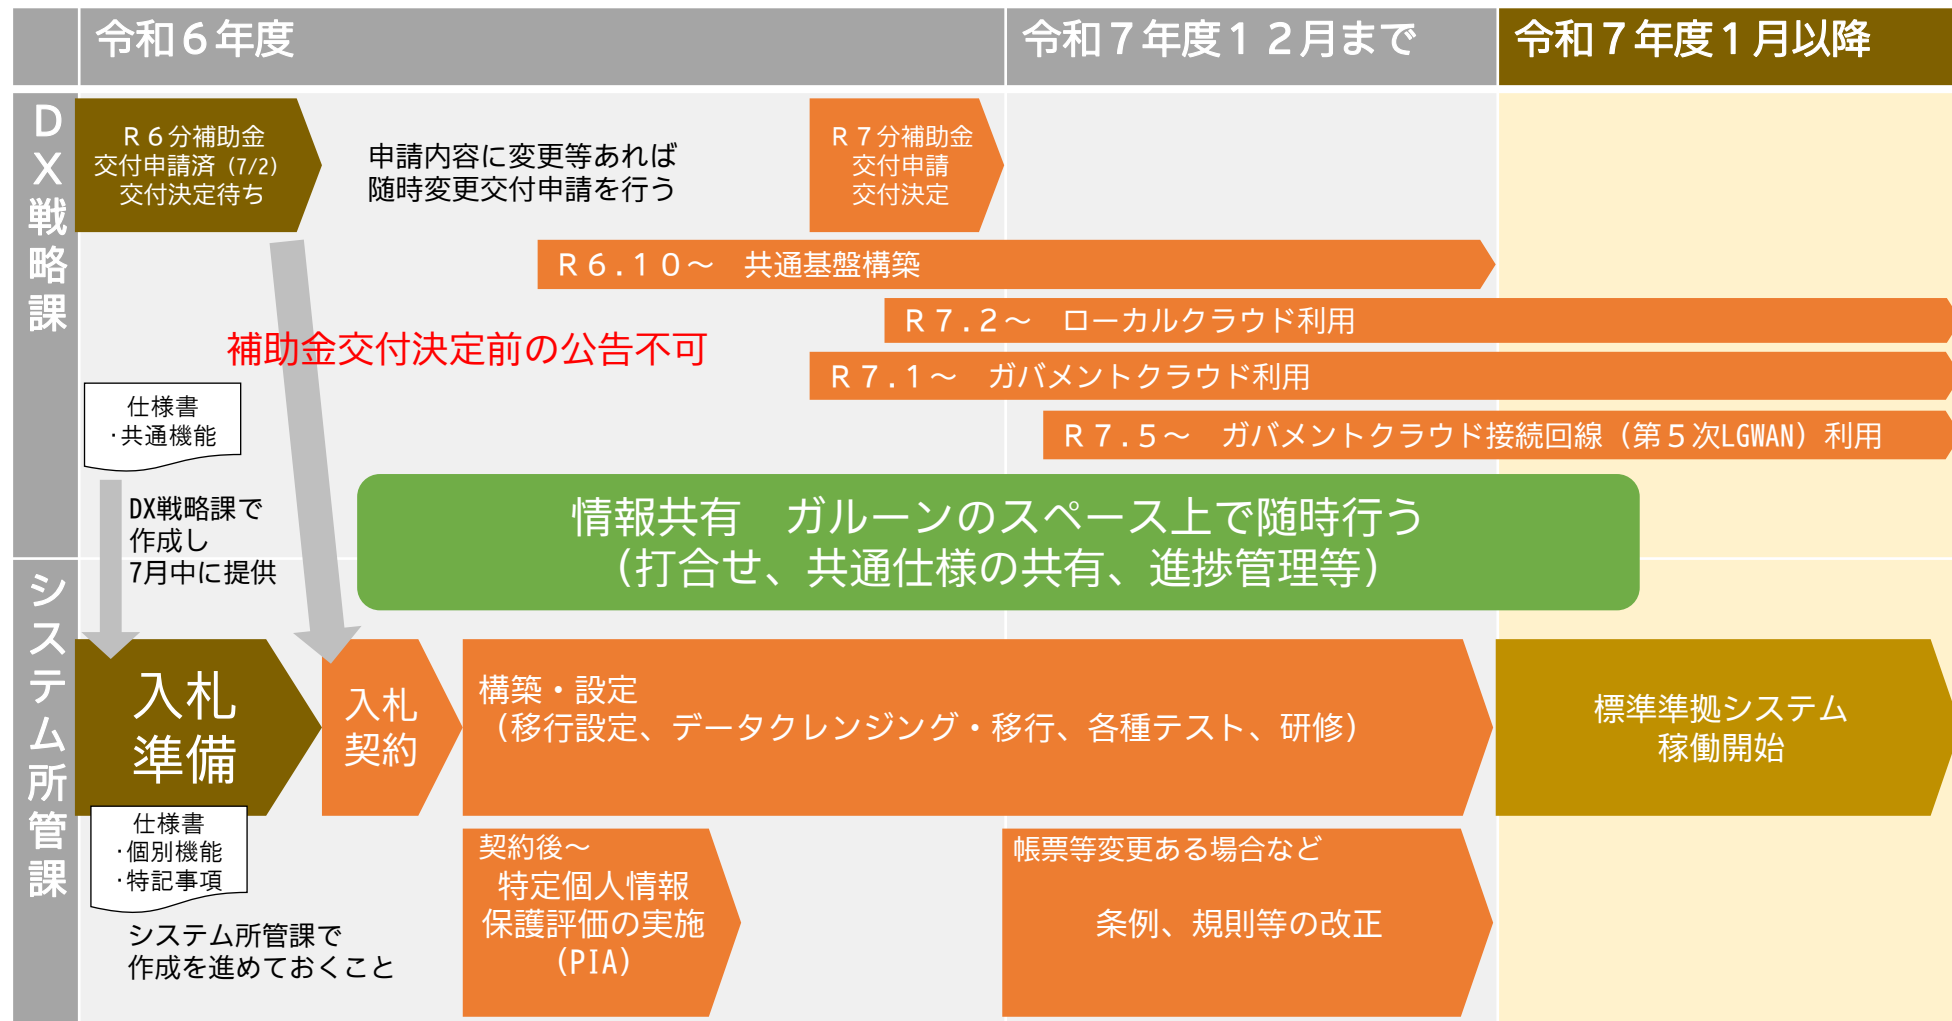 令和６年度
令和７年度１２月まで
令和７年度１月以降
ＤＸ戦略課
Ｒ６分補助金
交付申請済（7/2）
交付決定待ち
申請内容に変更等あれば
随時変更交付申請を行う
Ｒ７分補助金
交付申請
交付決定
Ｒ６.１０～　共通基盤構築
Ｒ７.２～　ローカルクラウド利用
補助金交付決定前の公告不可
Ｒ７.１～　ガバメントクラウド利用
仕様書
・共通機能
Ｒ７.５～　ガバメントクラウド接続回線（第５次LGWAN）利用
DX戦略課で
作成し
7月中に提供
情報共有　ガルーンのスペース上で随時行う
（打合せ、共通仕様の共有、進捗管理等）
システム所管課
入札
準備
入札
契約
構築・設定
（移行設定、データクレンジング・移行、各種テスト、研修）
標準準拠システム
稼働開始
仕様書
・個別機能
・特記事項
システム所管課で
作成を進めておくこと
契約後～
特定個人情報
保護評価の実施
（PIA）
帳票等変更ある場合など
条例、規則等の改正